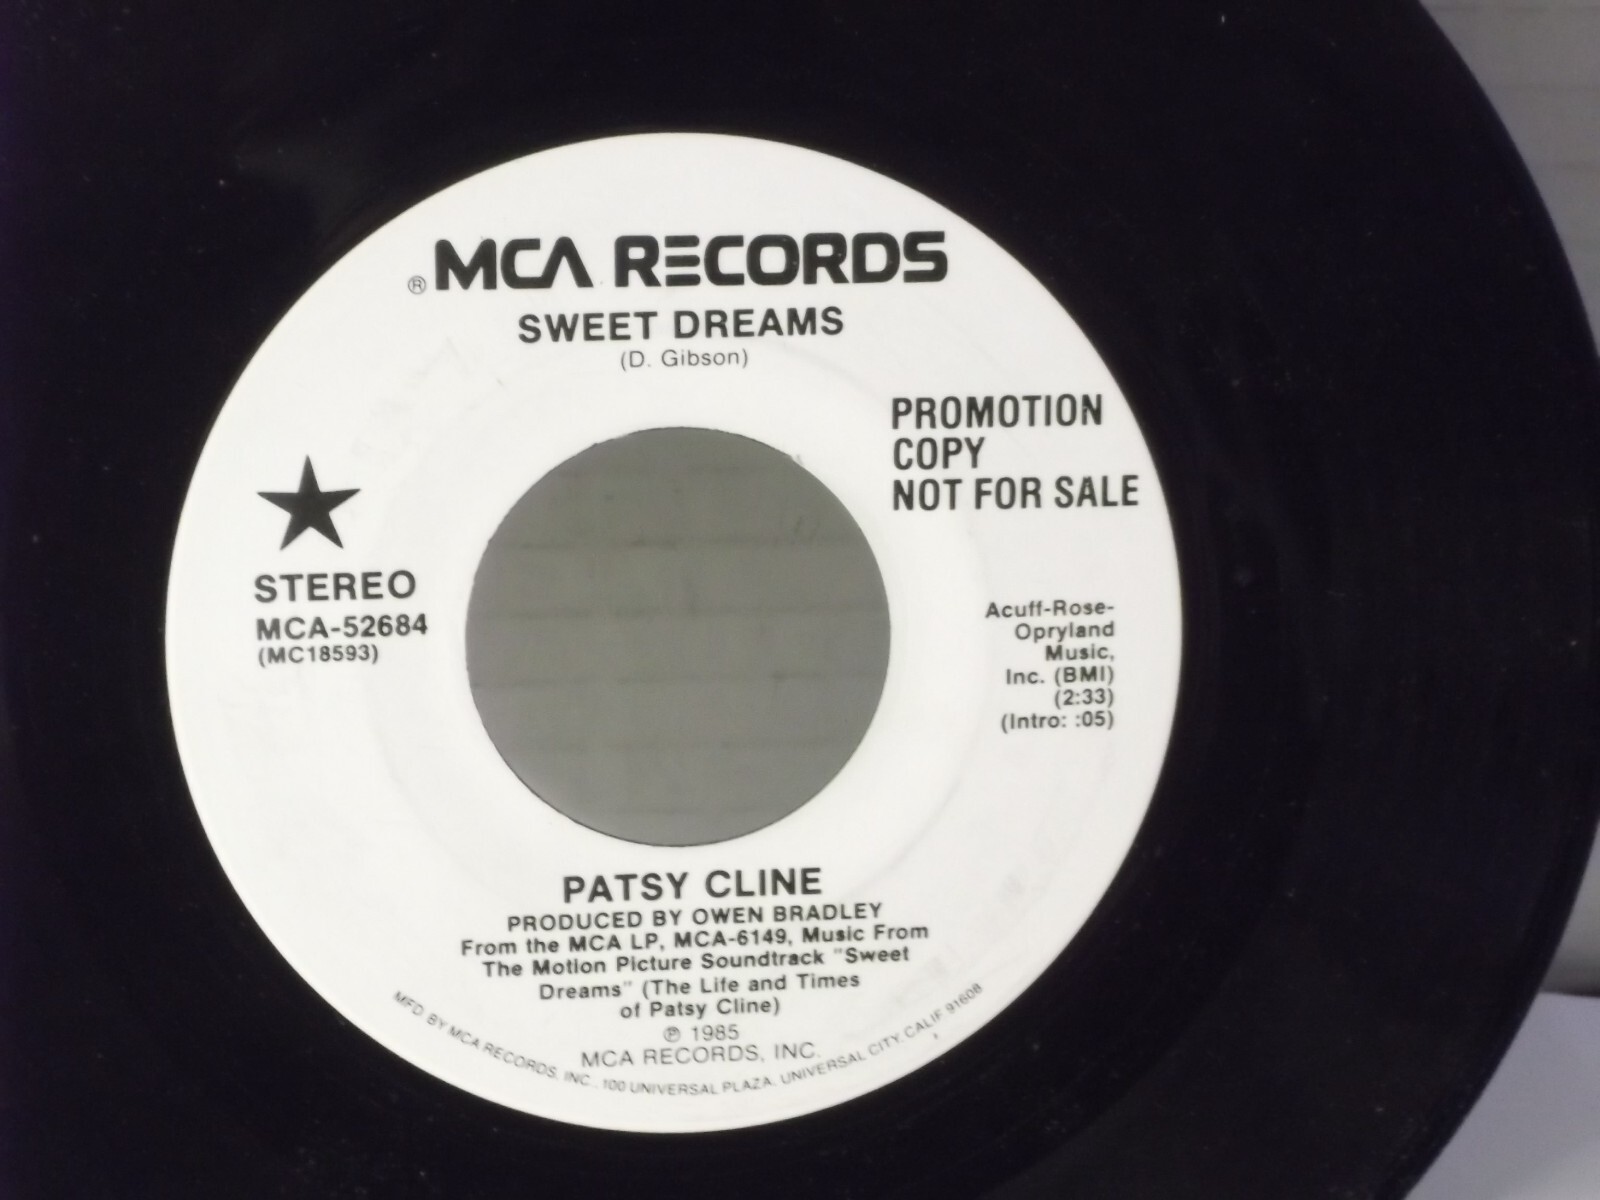 ® MCA RECORDS
SWEET DREAMS
(D. Gibson)
PROMOTION
COPY
NOT FOR SALE
STEREO
MCA-52684
(MC18593)
Acuff-Rose-
Opryland
Music,
Inc. (BMI)
(2:33)
(Intro: :05)
PATSY CLINE
PRODUCED BY OWEN BRADLEY
From the MCA LP, MCA-6149, Music From
The Motion Picture Soundtrack "Sweet
Dreams" (The Life and Times
of Patsy Cline)
℗ 1985
MCA RECORDS, INC.
MFD BY MCA RECORDS, INC., 100 UNIVERSAL PLAZA, UNIVERSAL CITY, CALIF 91608